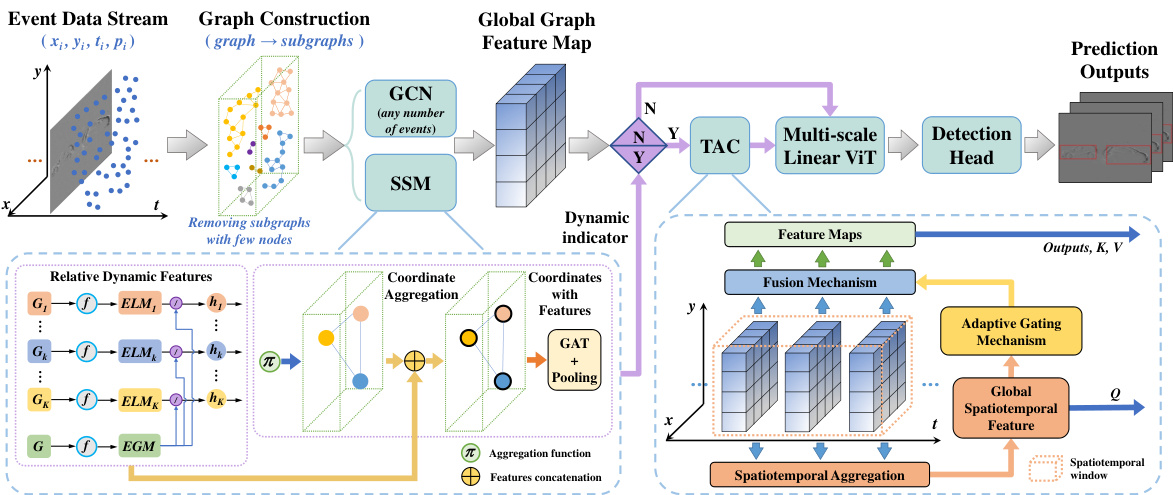 Event Data Stream
( x_i, y_i, t_i, p_i )
y
x
t
...
...
Graph Construction
( graph → subgraphs )
Removing subgraphs
with few nodes
GCN
(any number
of events)
SSM
Global Graph
Feature Map
N
N
Y
Y
Dynamic
indicator
TAC
Multi-scale
Linear ViT
Detection
Head
Prediction
Outputs
Relative Dynamic Features
G_1 f ELM_1 h_1
G_k f ELM_k h_k
G_K f ELM_K h_K
G f EGM
Coordinate
Aggregation
Coordinates
with Features
π
GAT
+
Pooling
π Aggregation function
Features concatenation
Feature Maps
Outputs, K, V
Fusion Mechanism
y
x
t
...
...
Adaptive Gating
Mechanism
Global
Spatiotemporal
Feature
Q
Spatiotemporal Aggregation
Spatiotemporal
window